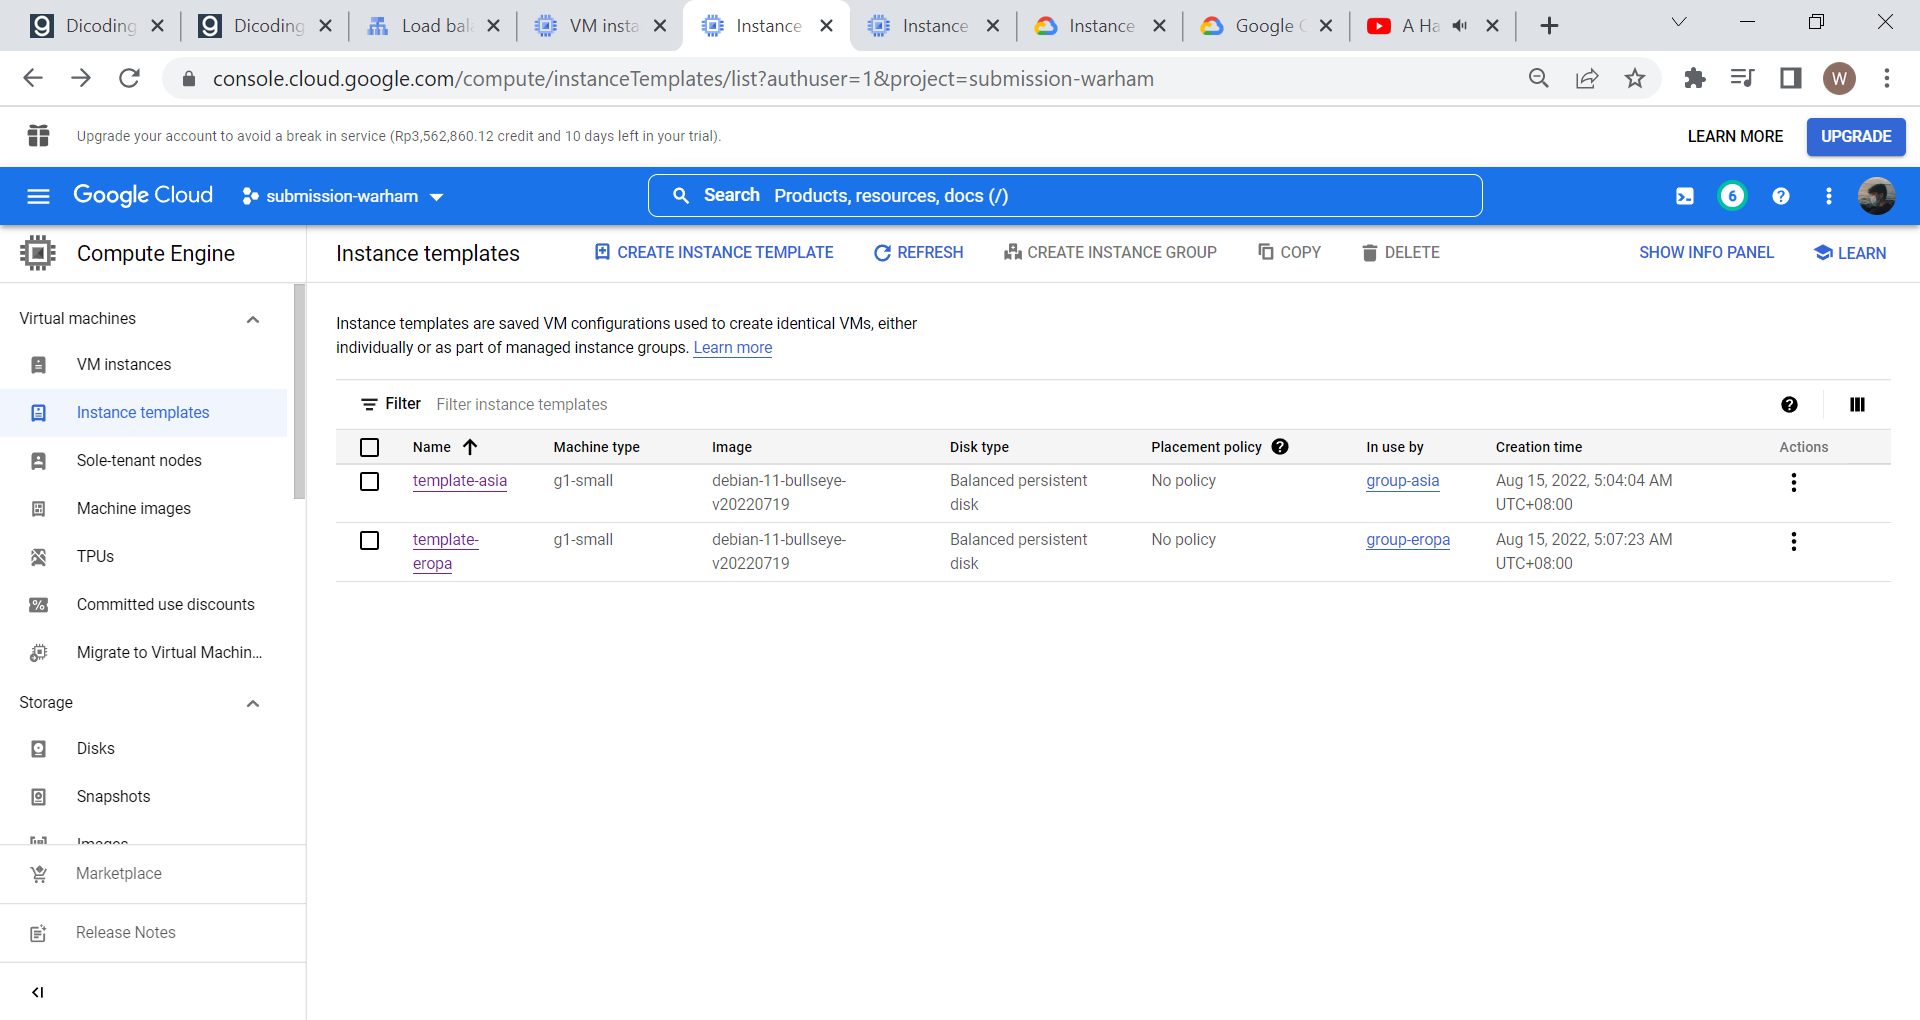 Dicoding
Dicoding
Load bala
VM insta
Instance
Instance
Instance
Google C
A Ha
console.cloud.google.com/compute/instanceTemplates/list?authuser=1&project=submission-warham
W
Upgrade your account to avoid a break in service (Rp3,562,860.12 credit and 10 days left in your trial).
LEARN MORE
UPGRADE
Google Cloud
submission-warham
Search Products, resources, docs (/)
6
Compute Engine
Instance templates
CREATE INSTANCE TEMPLATE
REFRESH
CREATE INSTANCE GROUP
COPY
DELETE
SHOW INFO PANEL
LEARN
Virtual machines
VM instances
Instance templates
Sole-tenant nodes
Machine images
TPUs
Committed use discounts
Migrate to Virtual Machin...
Storage
Disks
Snapshots
Images
Marketplace
Release Notes
Instance templates are saved VM configurations used to create identical VMs, either
individually or as part of managed instance groups. Learn more
Filter Filter instance templates
Name Machine type Image Disk type Placement policy In use by Creation time Actions
template-asia g1-small debian-11-bullseye- Balanced persistent No policy group-asia Aug 15, 2022, 5:04:04 AM
v20220719 disk UTC+08:00
template- g1-small debian-11-bullseye- Balanced persistent No policy group-eropa Aug 15, 2022, 5:07:23 AM
eropa v20220719 disk UTC+08:00